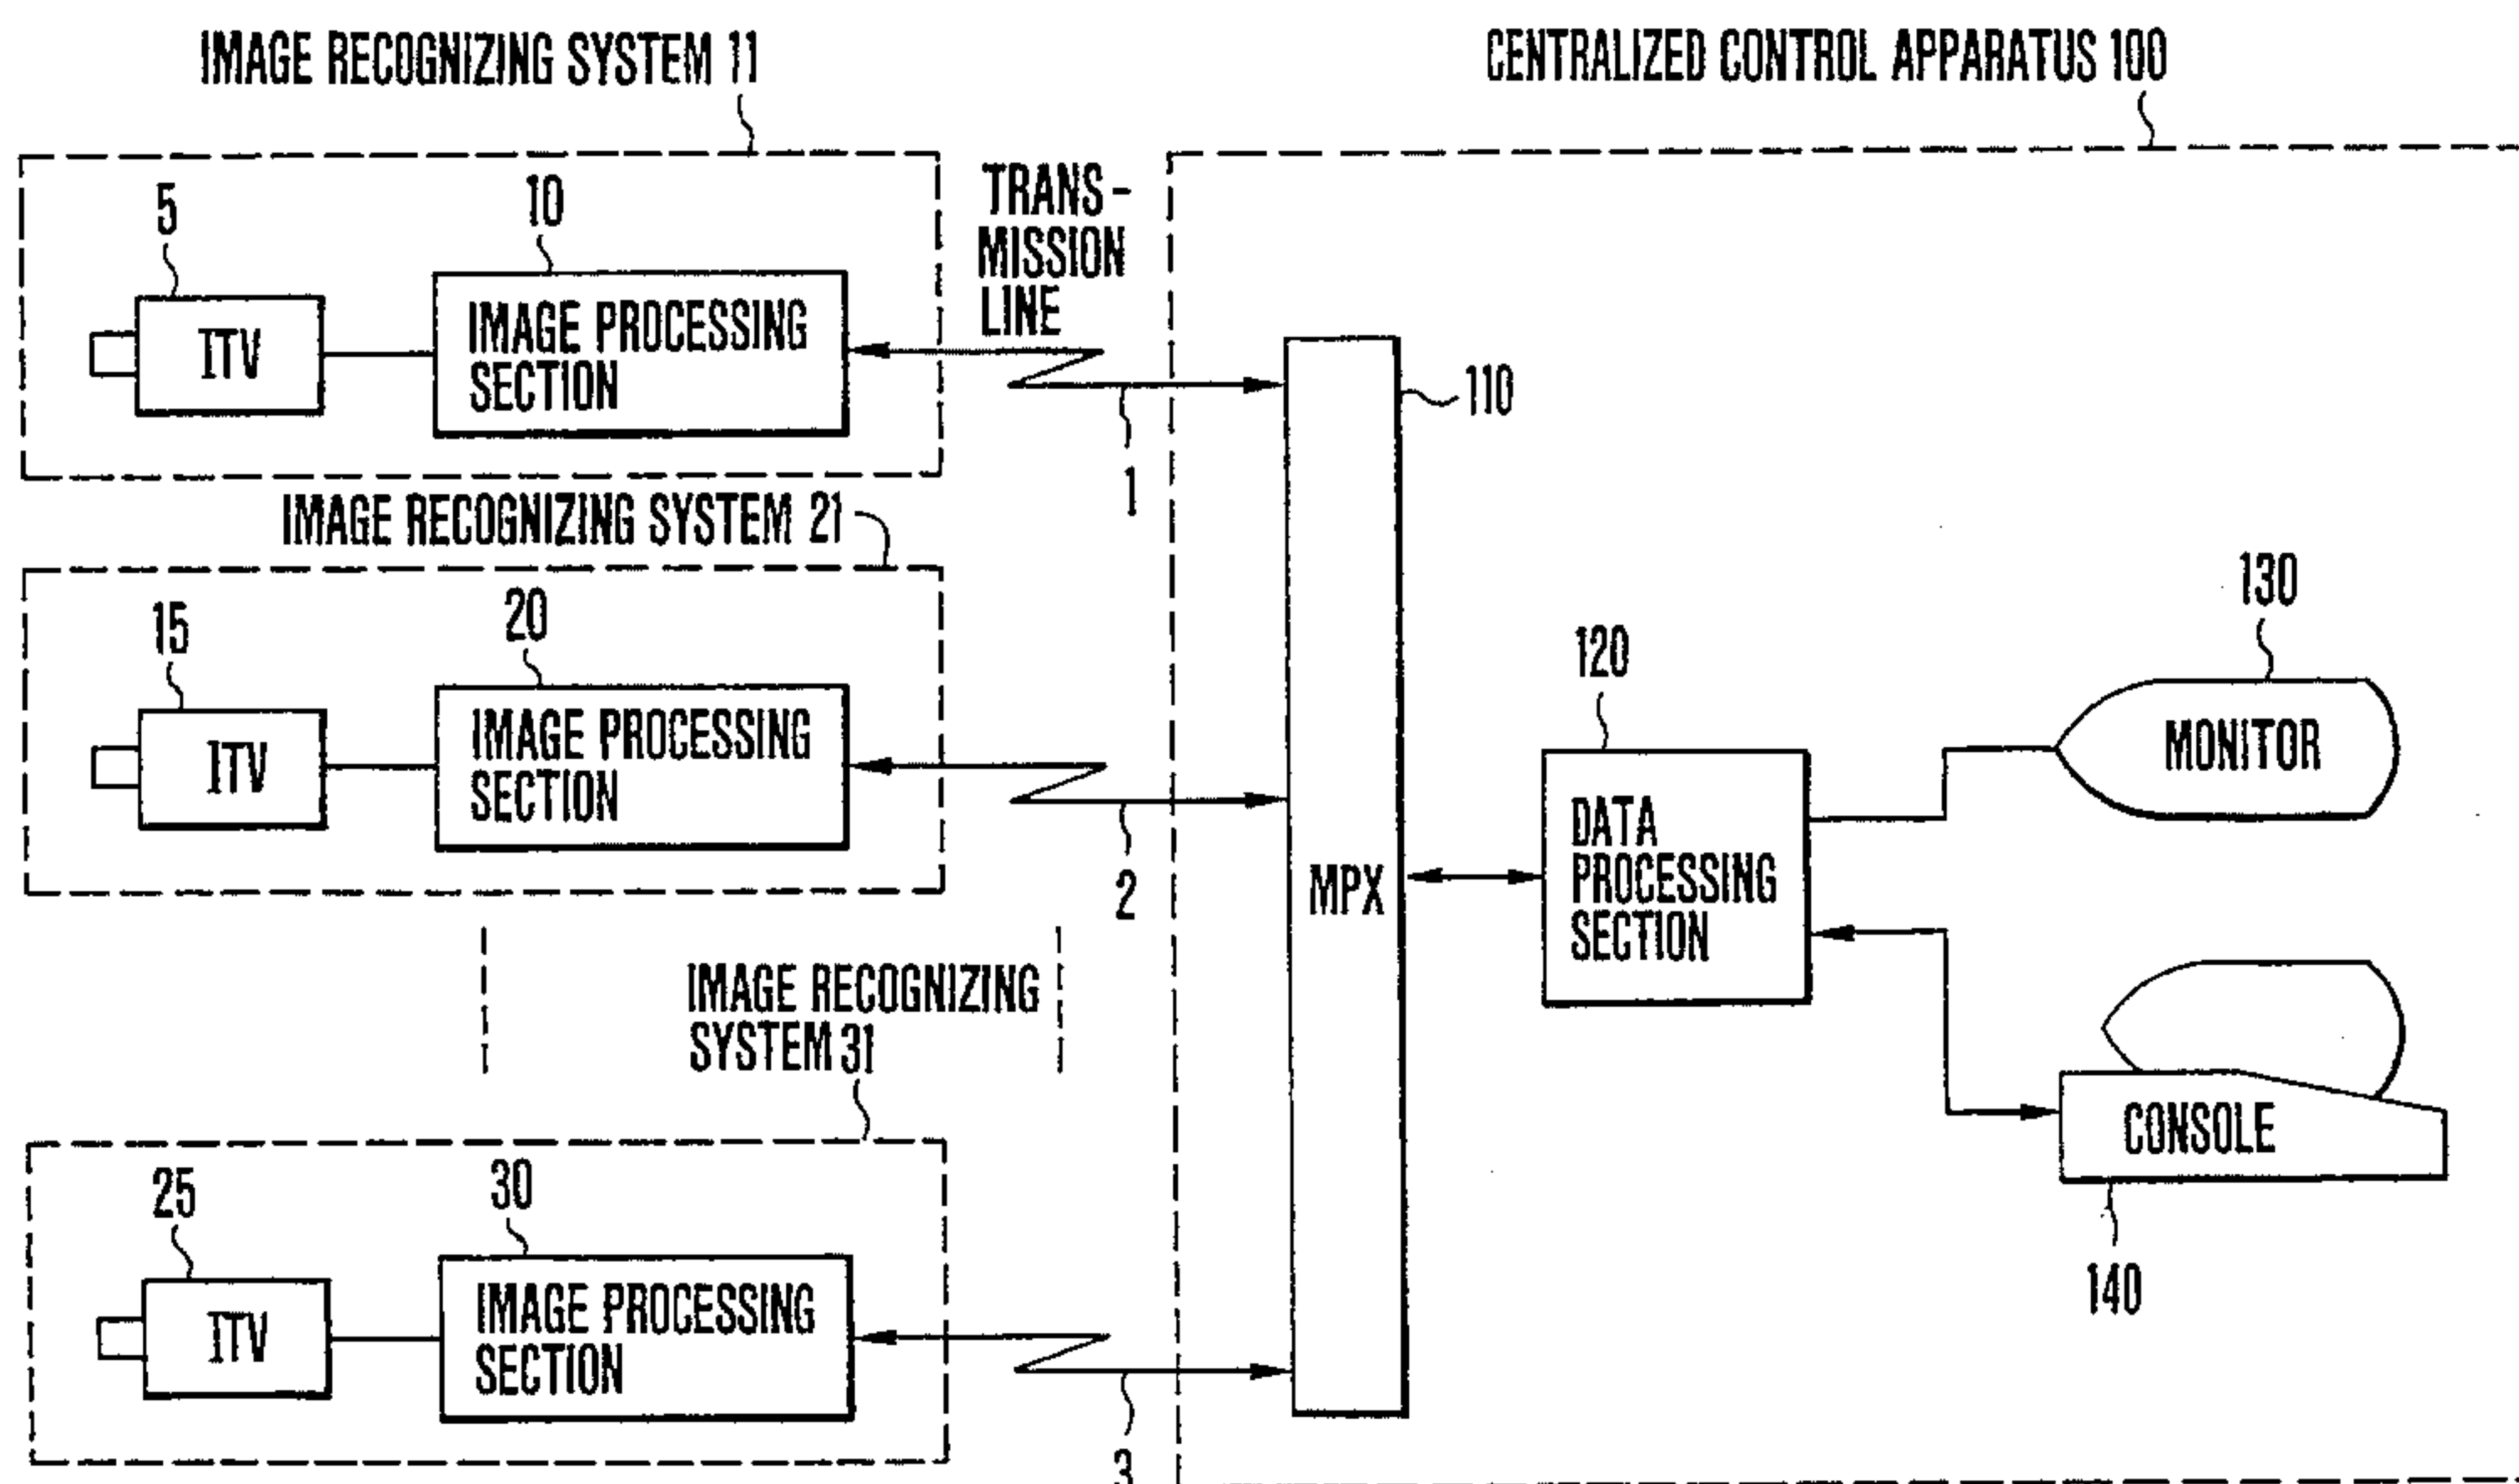 IMAGE RECOGNIZING SYSTEM 11
CENTRALIZED CONTROL APPARATUS 100
5
10
TRANS-
MISSION
LINE
ITV
IMAGE PROCESSING
SECTION
110
1
IMAGE RECOGNIZING SYSTEM 21
15
20
ITV
IMAGE PROCESSING
SECTION
2
MPX
120
DATA
PROCESSING
SECTION
130
MONITOR
IMAGE RECOGNIZING
SYSTEM 31
CONSOLE
140
25
30
ITV
IMAGE PROCESSING
SECTION
3